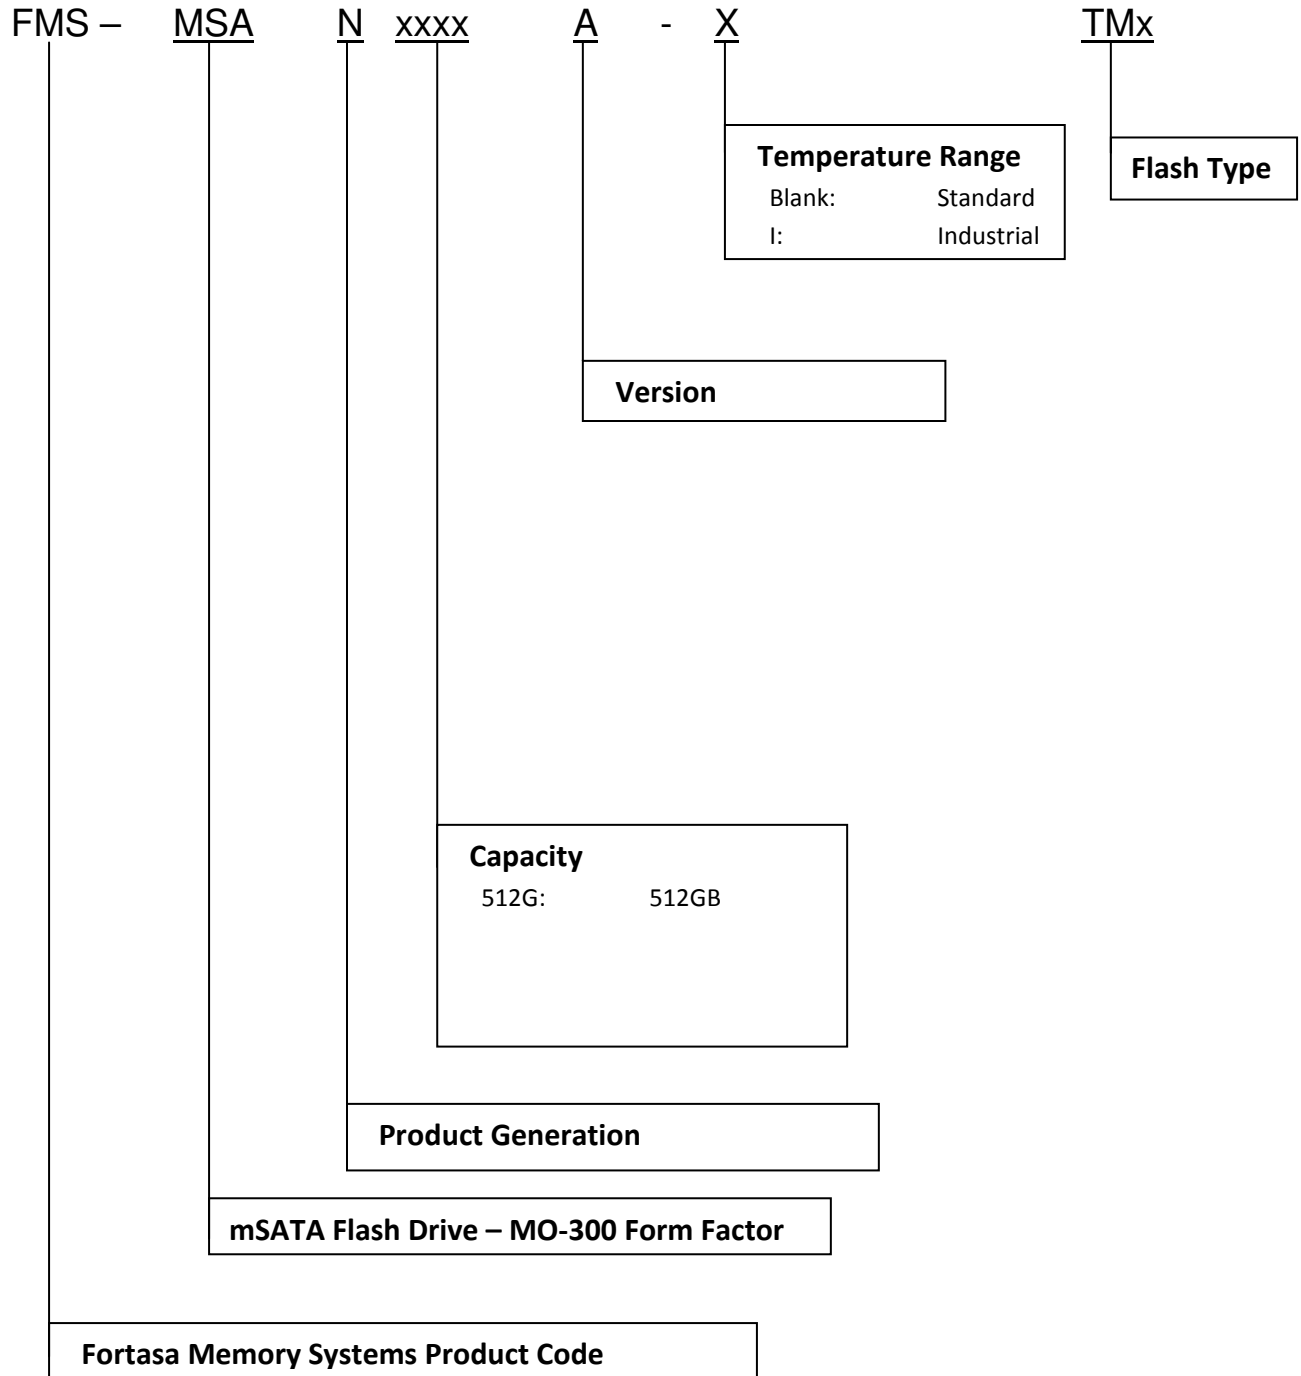 FMS – MSA N xxxx A - X TMx
Temperature Range
Blank: Standard
I: Industrial
Flash Type
Version
Capacity
512G: 512GB
Product Generation
mSATA Flash Drive – MO-300 Form Factor
Fortasa Memory Systems Product Code